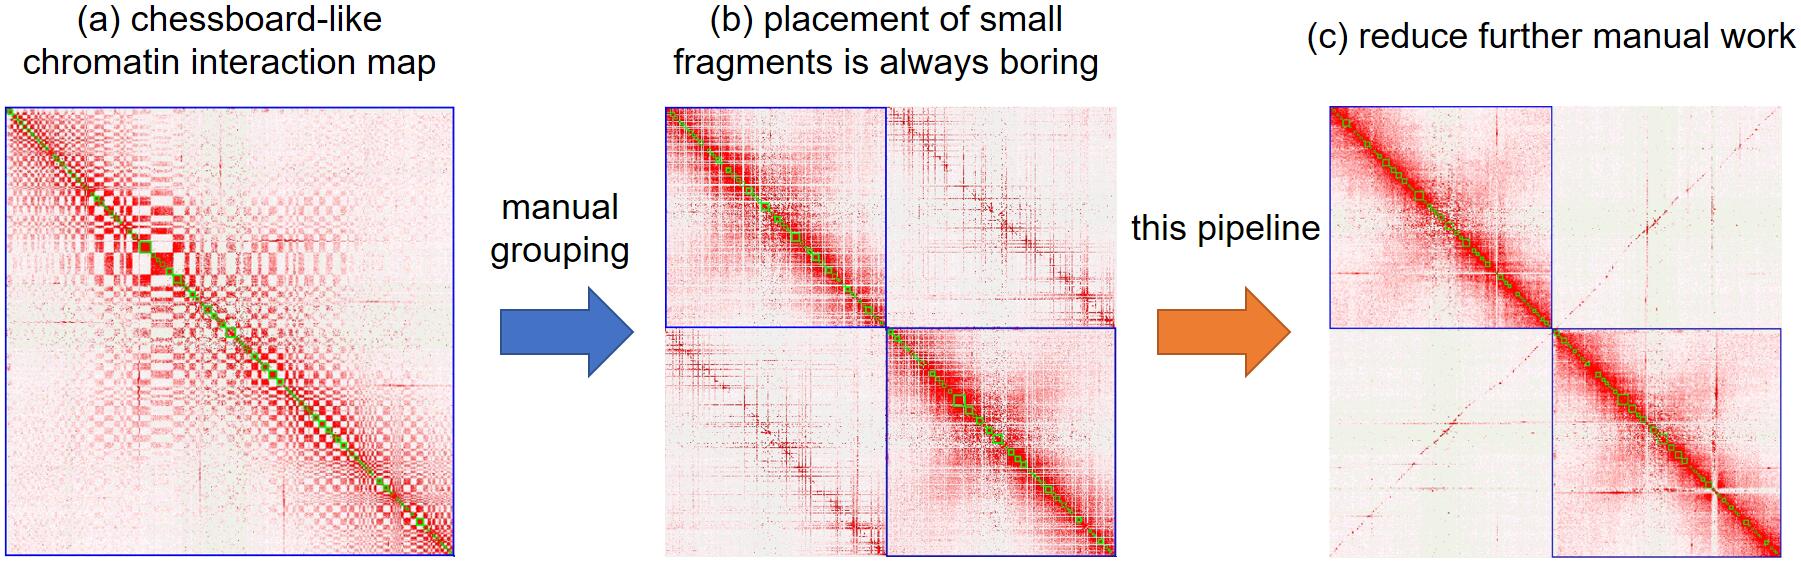 (a) chessboard-like
chromatin interaction map
(b) placement of small
fragments is always boring
(c) reduce further manual work
manual
grouping
this pipeline